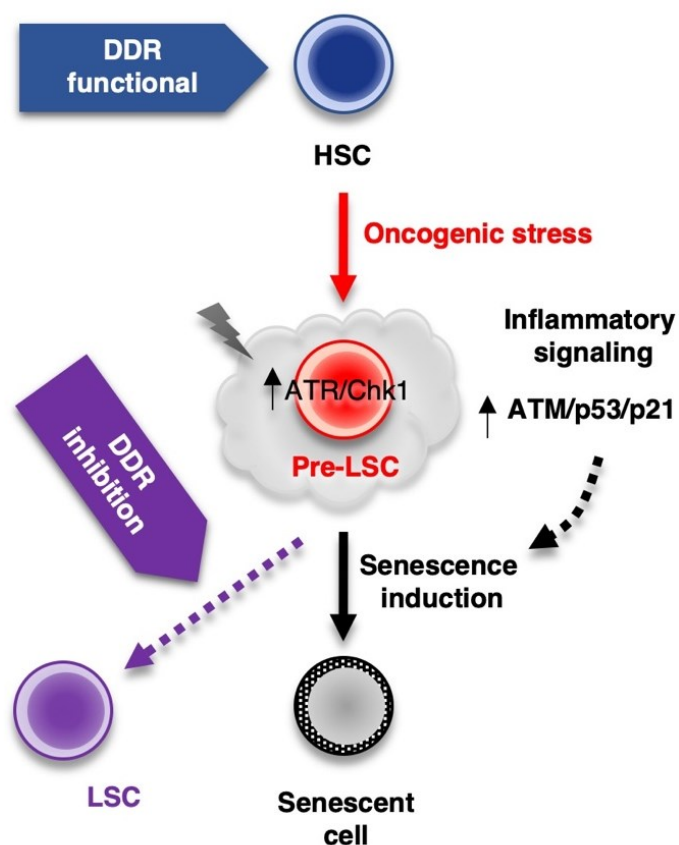 DDR
functional
HSC
Oncogenic stress
Inflammatory
signaling
ATR/Chk1
ATM/p53/p21
Pre-LSC
DDR
inhibition
Senescence
induction
LSC
Senescent
cell